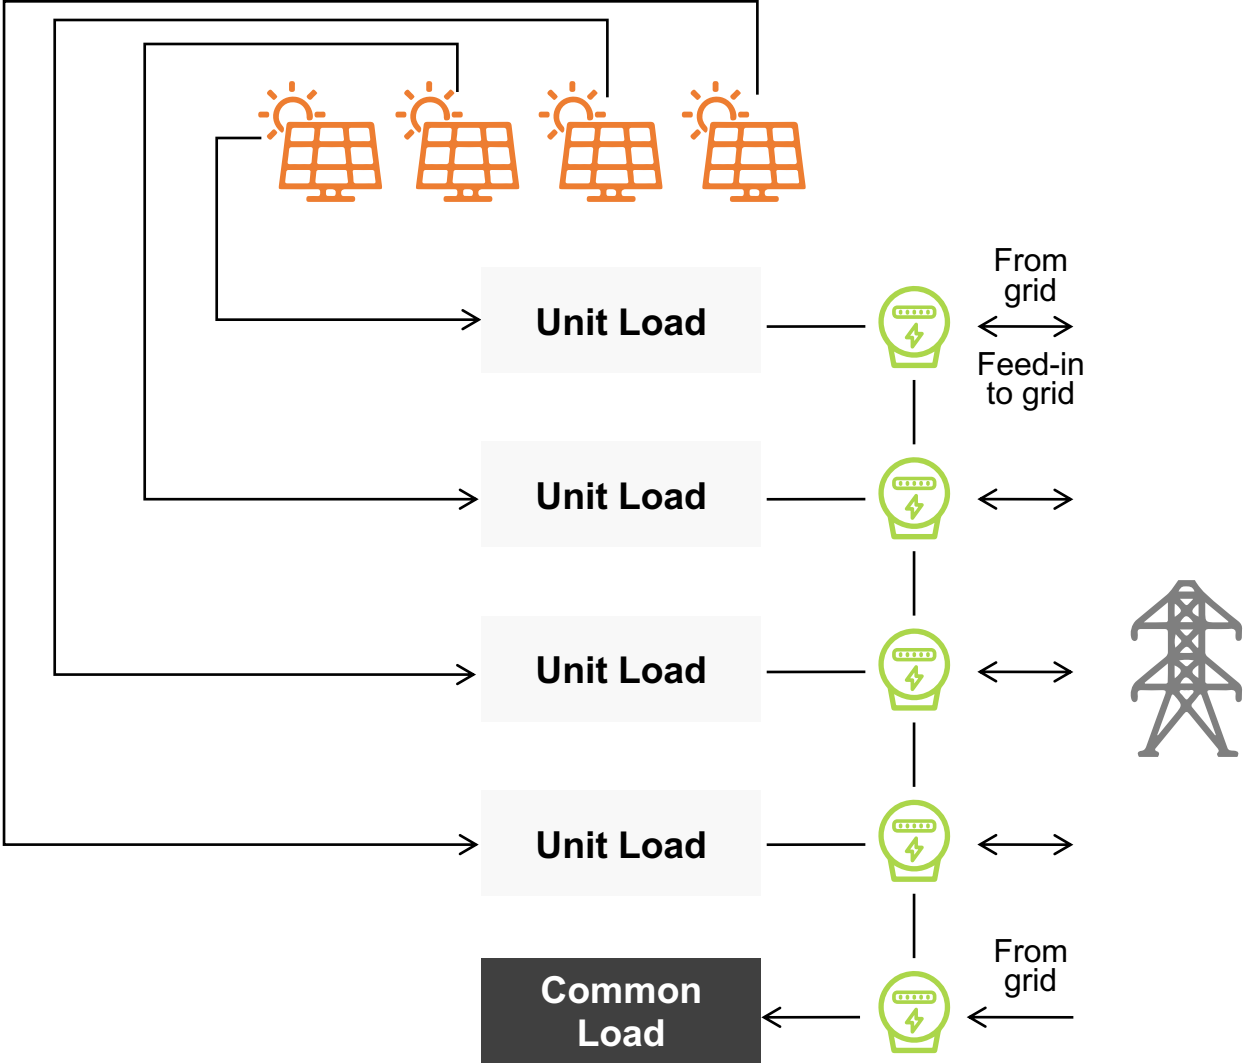 From
grid
Unit Load
Feed-in
to grid
Unit Load
Unit Load
Unit Load
From
grid
Common
Load